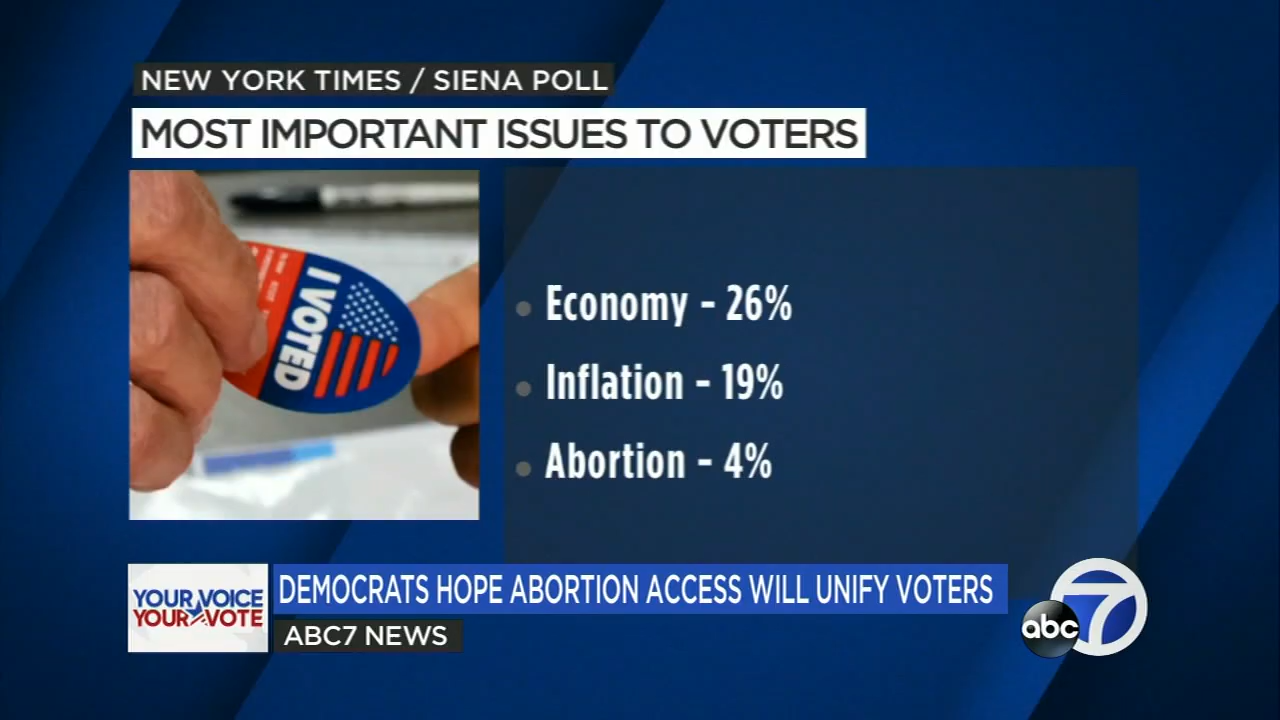 NEW YORK TIMES / SIENA POLL
MOST IMPORTANT ISSUES TO VOTERS
I VOTED
• Economy - 26%
• Inflation - 19%
• Abortion - 4%
YOUR VOICE
YOUR VOTE
DEMOCRATS HOPE ABORTION ACCESS WILL UNIFY VOTERS
ABC7 NEWS
abc 7